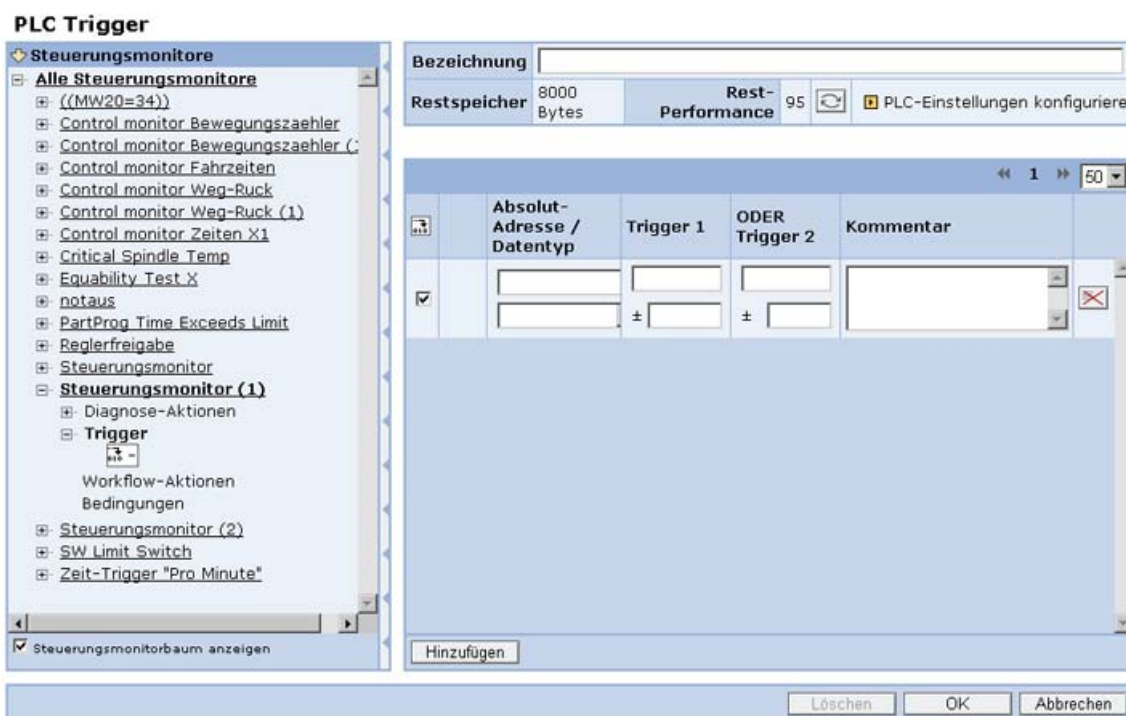 PLC Trigger
Steuerungsmonitore
Alle Steuerungsmonitore
((MW20=34))
Control monitor Bewegungszaehler
Control monitor Bewegungszaehler (
Control monitor Fahrzeiten
Control monitor Weg-Ruck
Control monitor Weg-Ruck (1)
Control monitor Zeiten X1
Critical Spindle Temp
Equability Test X
notaus
PartProg Time Exceeds Limit
Reglerfreigabe
Steuerungsmonitor
Steuerungsmonitor (1)
Diagnose-Aktionen
Trigger
Workflow-Aktionen
Bedingungen
Steuerungsmonitor (2)
SW Limit Switch
Zeit-Trigger "Pro Minute"
Steuerungsmonitorbaum anzeigen
Bezeichnung
Restspeicher 8000 Bytes Rest-Performance 95 PLC-Einstellungen konfiguriere
1 50
Absolut-Adresse / Datentyp Trigger 1 ODER Trigger 2 Kommentar
± ±
Hinzufügen
Löschen OK Abbrechen